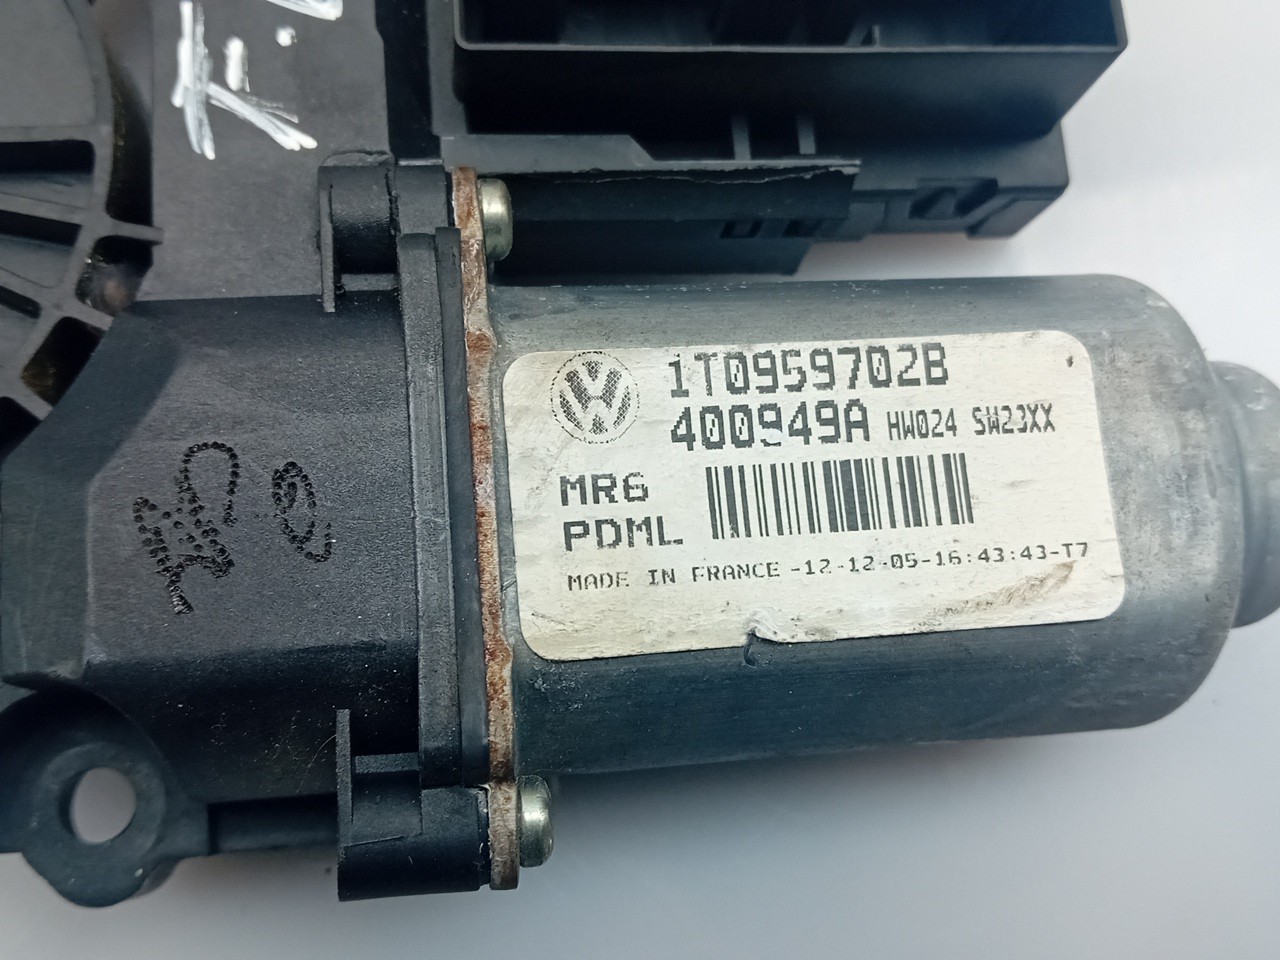 1T0959702B
400949A HW024 SW23XX
MR6
PDML
MADE IN FRANCE -12-12-05-16:43:43-T7